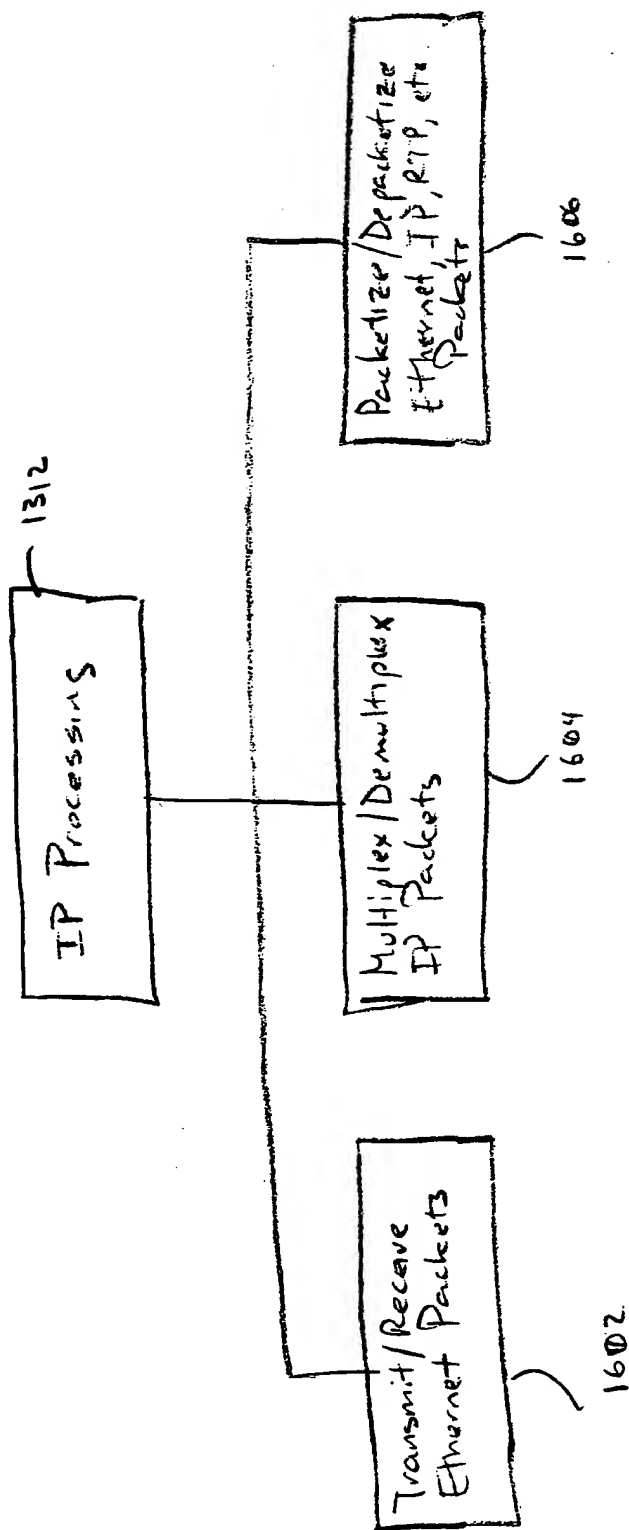 1312
IP Processing
Transmit/Receive
Ethernet Packets
1602
Multiplex/Demultiplex
IP Packets
1604
Packetize/Depacketize
Ethernet, IP, RTP, etc.
Packets
1606